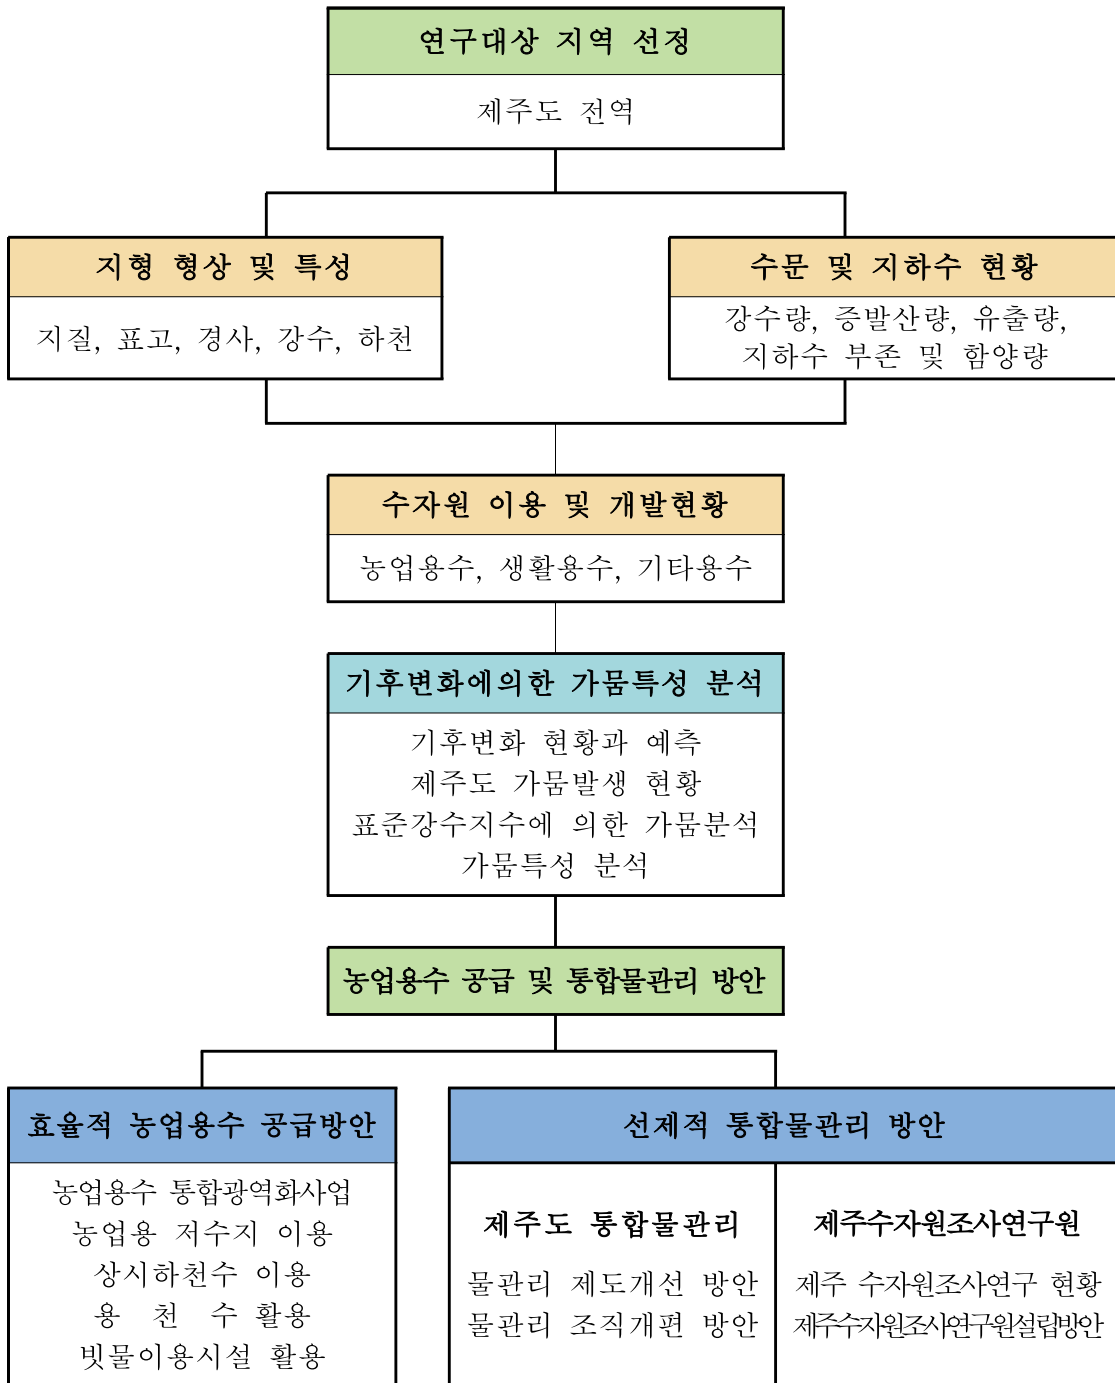 연구대상 지역 선정
제주도 전역
지형 형상 및 특성
지질, 표고, 경사, 강수, 하천
수문 및 지하수 현황
강수량, 증발산량, 유출량,
지하수 부존 및 함양량
수자원 이용 및 개발현황
농업용수, 생활용수, 기타용수
기후변화에의한 가뭄특성 분석
기후변화 현황과 예측
제주도 가뭄발생 현황
표준강수지수에 의한 가뭄분석
가뭄특성 분석
농업용수 공급 및 통합물관리 방안
효율적 농업용수 공급방안
농업용수 통합광역화사업
농업용 저수지 이용
상시하천수 이용
용 천 수 활용
빗물이용시설 활용
선제적 통합물관리 방안
제주도 통합물관리
물관리 제도개선 방안
물관리 조직개편 방안
제주수자원조사연구원
제주 수자원조사연구 현황
제주수자원조사연구원설립방안